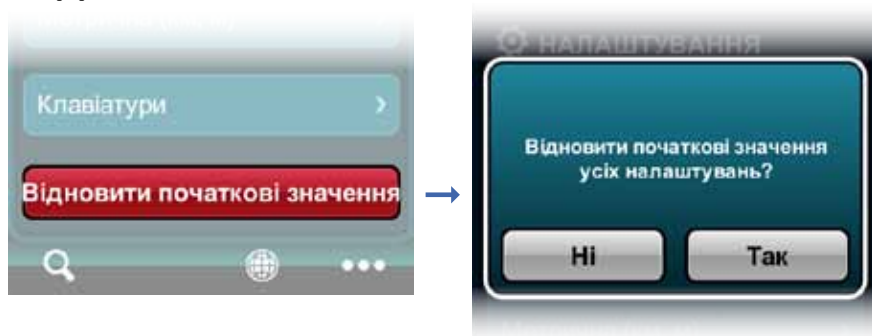 Клавіатури
Відновити початкові значення
НАЛАШТУВАННЯ
Відновити початкові значення
усіх налаштувань?
Ні
Так